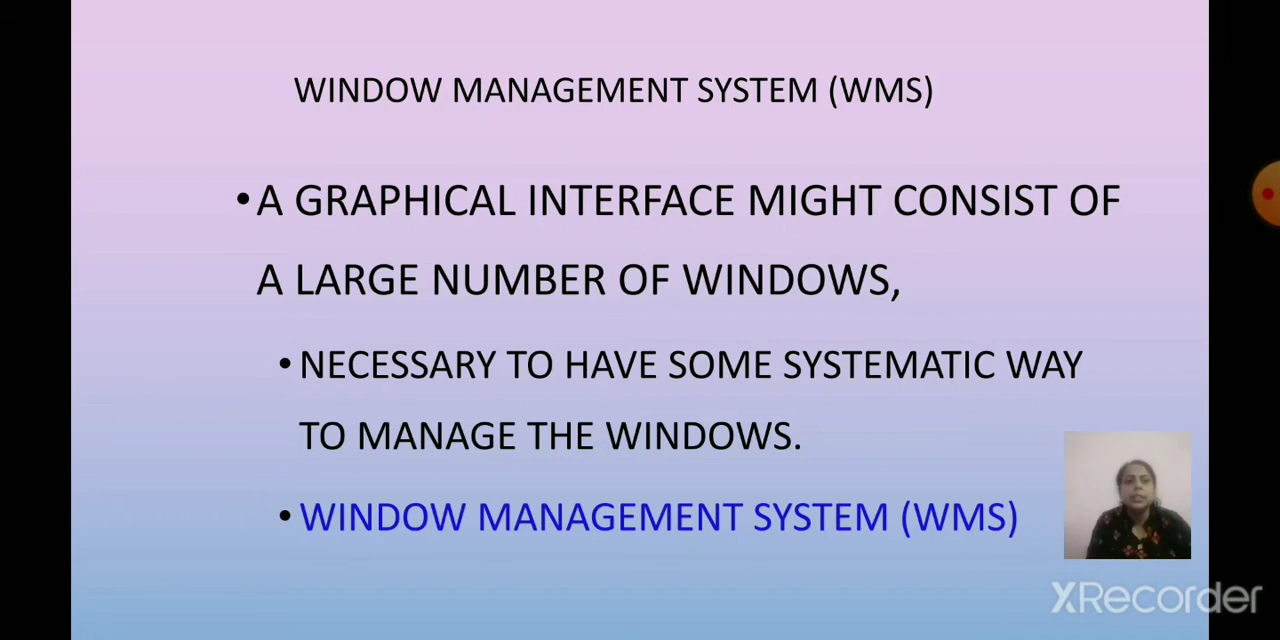 WINDOW MANAGEMENT SYSTEM (WMS)
•A GRAPHICAL INTERFACE MIGHT CONSIST OF
A LARGE NUMBER OF WINDOWS,
•NECESSARY TO HAVE SOME SYSTEMATIC WAY
TO MANAGE THE WINDOWS.
•WINDOW MANAGEMENT SYSTEM (WMS)
XRecorder